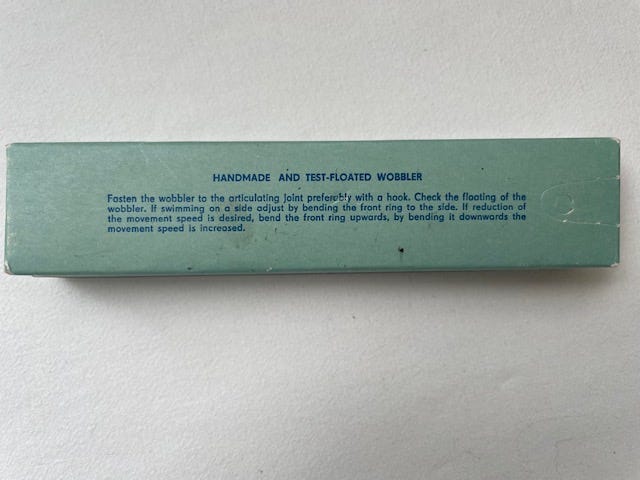 HANDMADE AND TEST-FLOATED WOBBLER
Fasten the wobbler to the articulating joint preferebly with a hook. Check the floating of the
wobbler. If swimming on a side adjust by bending the front ring to the side. If reduction of
the movement speed is desired, bend the front ring upwards, by bending it downwards the
movement speed is increased.